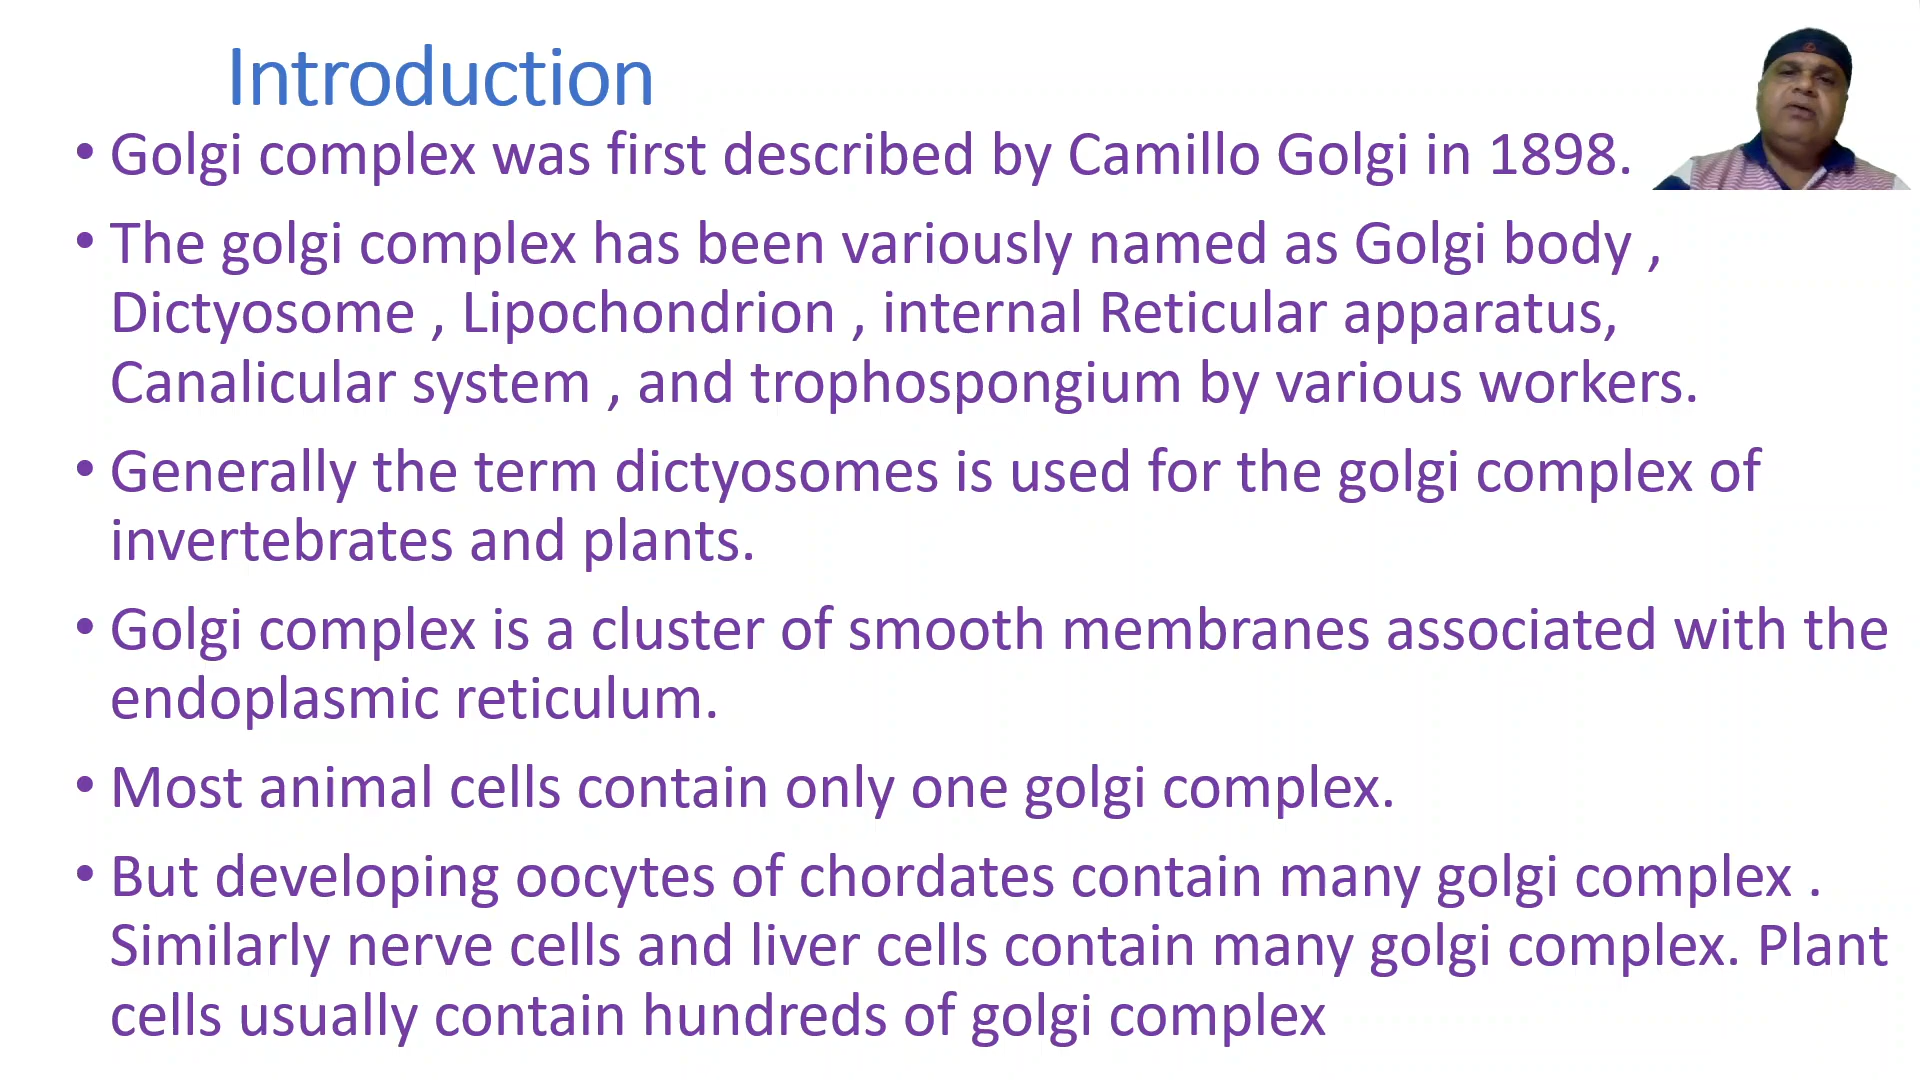 Introduction
• Golgi complex was first described by Camillo Golgi in 1898.
• The golgi complex has been variously named as Golgi body ,
Dictyosome , Lipochondrion , internal Reticular apparatus,
Canalicular system , and trophospongium by various workers.
• Generally the term dictyosomes is used for the golgi complex of
invertebrates and plants.
• Golgi complex is a cluster of smooth membranes associated with the
endoplasmic reticulum.
• Most animal cells contain only one golgi complex.
• But developing oocytes of chordates contain many golgi complex .
Similarly nerve cells and liver cells contain many golgi complex. Plant
cells usually contain hundreds of golgi complex